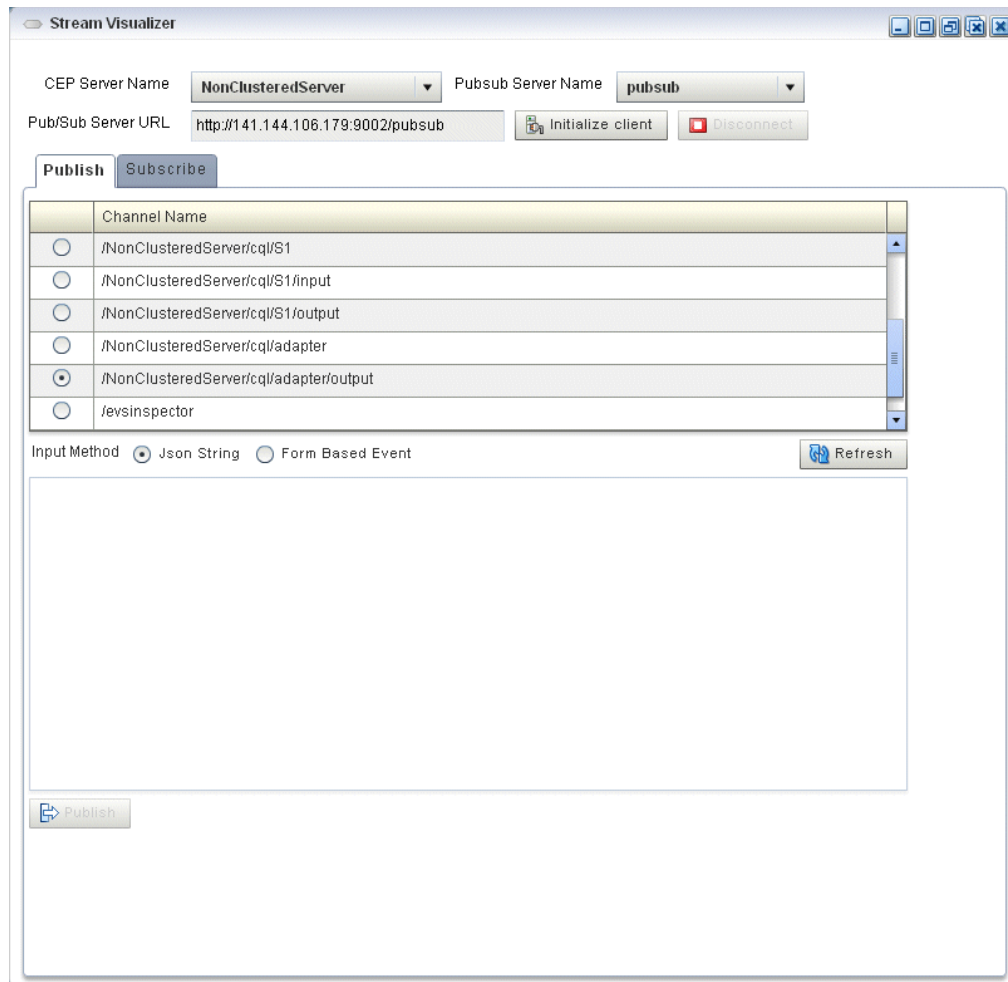 Stream Visualizer
CEP Server Name NonClusteredServer Pubsub Server Name pubsub
Pub/Sub Server URL http://141.144.106.179:9002/pubsub Initialize client Disconnect
Publish Subscribe
Channel Name
/NonClusteredServer/cql/S1
/NonClusteredServer/cql/S1/input
/NonClusteredServer/cql/S1/output
/NonClusteredServer/cql/adapter
/NonClusteredServer/cql/adapter/output
/evsinspector
Input Method Json String Form Based Event Refresh
Publish